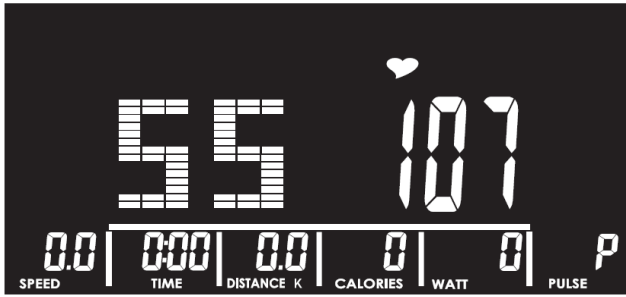 55 107
0.0 0:00 0.0 0 0 P
SPEED TIME DISTANCE K CALORIES WATT PULSE